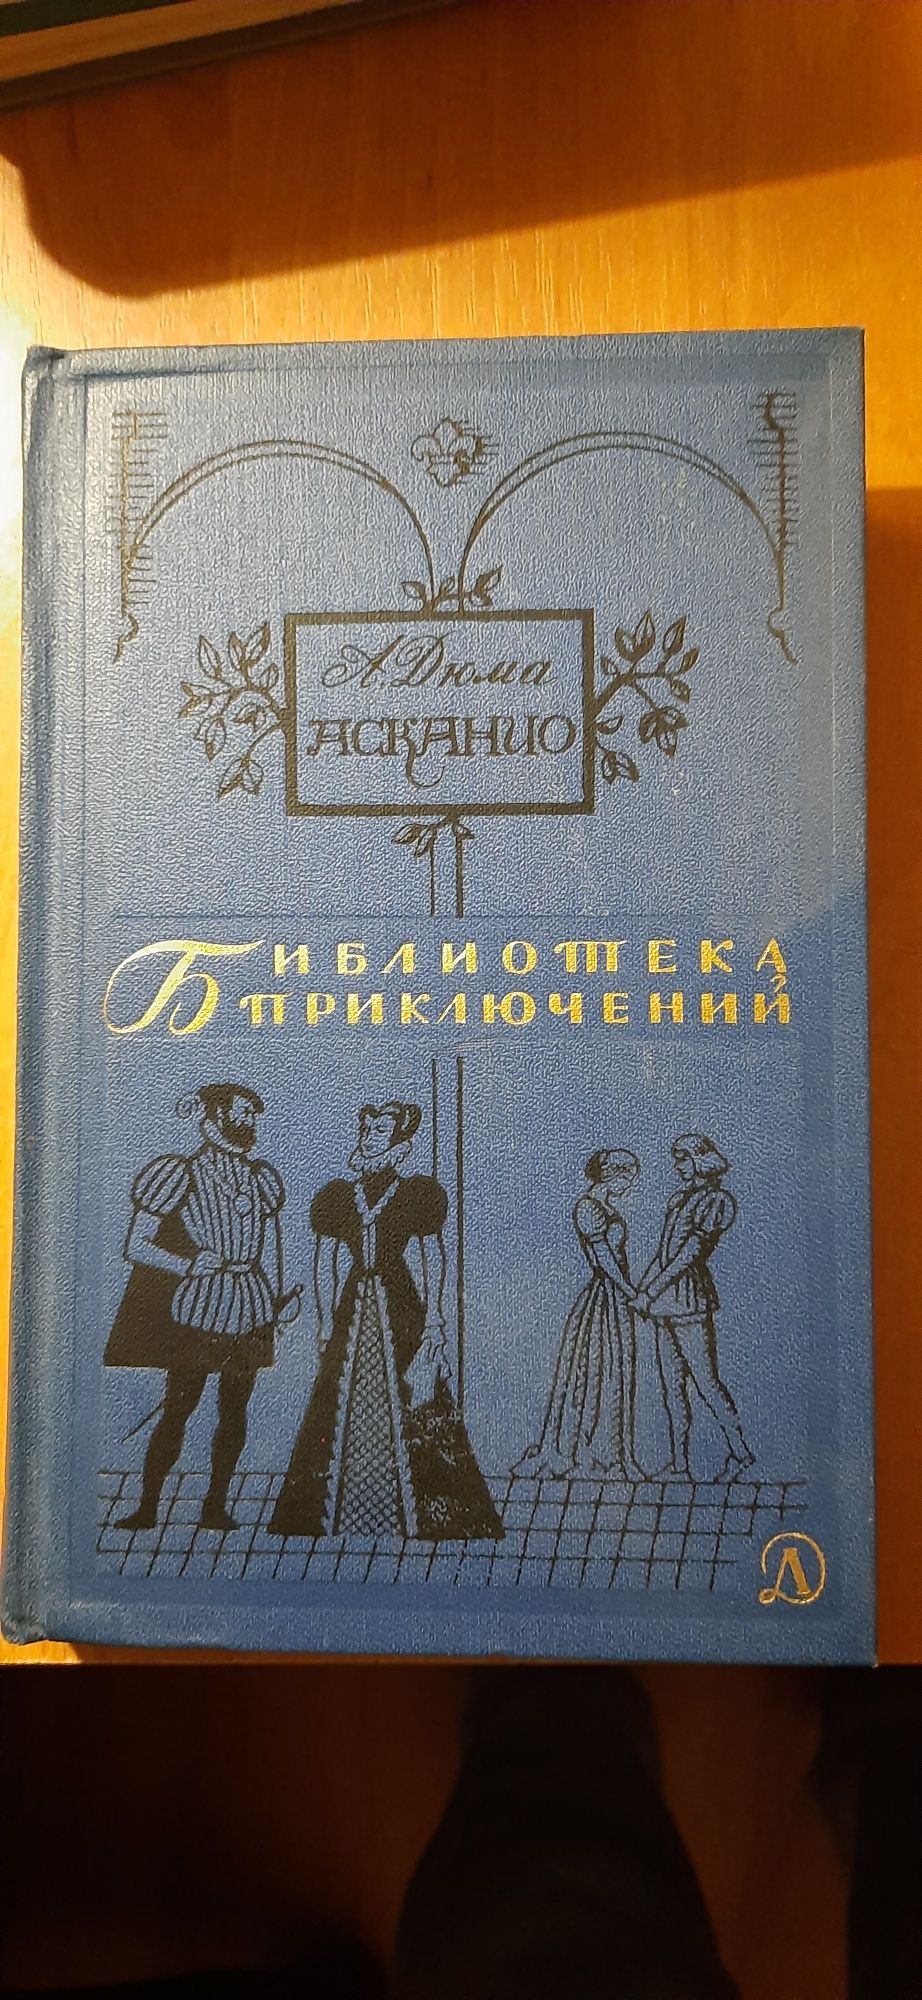 А. Дюма
АСКАНИО
БИБЛИОТЕКА
ПРИКЛЮЧЕНИЙ
Д